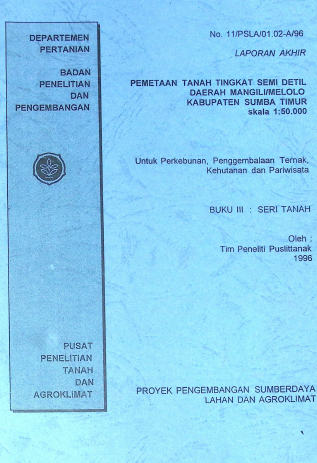 DEPARTEMEN
PERTANIAN
BADAN
PENELITIAN
DAN
PENGEMBANGAN
PUSAT
PENELITIAN
TANAH
DAN
AGROKLIMAT
No. 11/PSLA/01.02-A/96
LAPORAN AKHIR
PEMETAAN TANAH TINGKAT SEMI DETIL
DAERAH MANGILI/MELOLO
KABUPATEN SUMBA TIMUR
skala 1:50.000
Untuk Perkebunan, Penggembalaan Ternak,
Kehutanan dan Pariwisata
BUKU III : SERI TANAH
Oleh :
Tim Peneliti Puslittanak
1996
PROYEK PENGEMBANGAN SUMBERDAYA
LAHAN DAN AGROKLIMAT